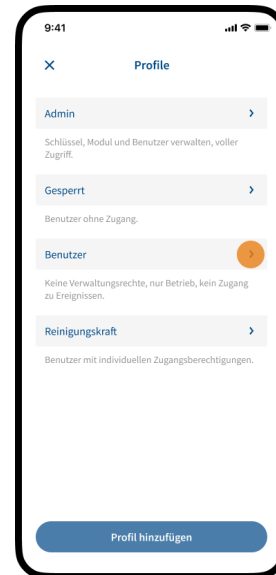 9:41
Profile
Admin
Schlüssel, Modul und Benutzer verwalten, voller
Zugriff.
Gesperrt
Benutzer ohne Zugang.
Benutzer
Keine Verwaltungsrechte, nur Betrieb, kein Zugang
zu Ereignissen.
Reinigungskraft
Benutzer mit individuellen Zugangsberechtigungen.
Profil hinzufügen